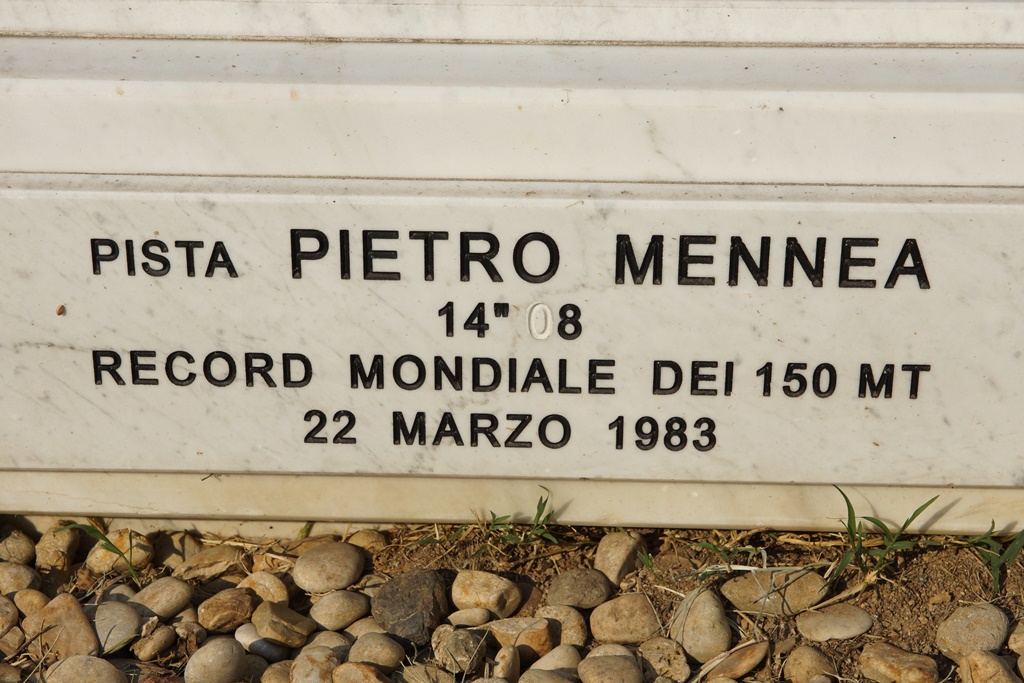 PISTA PIETRO MENNEA
14" 08
RECORD MONDIALE DEI 150 MT
22 MARZO 1983